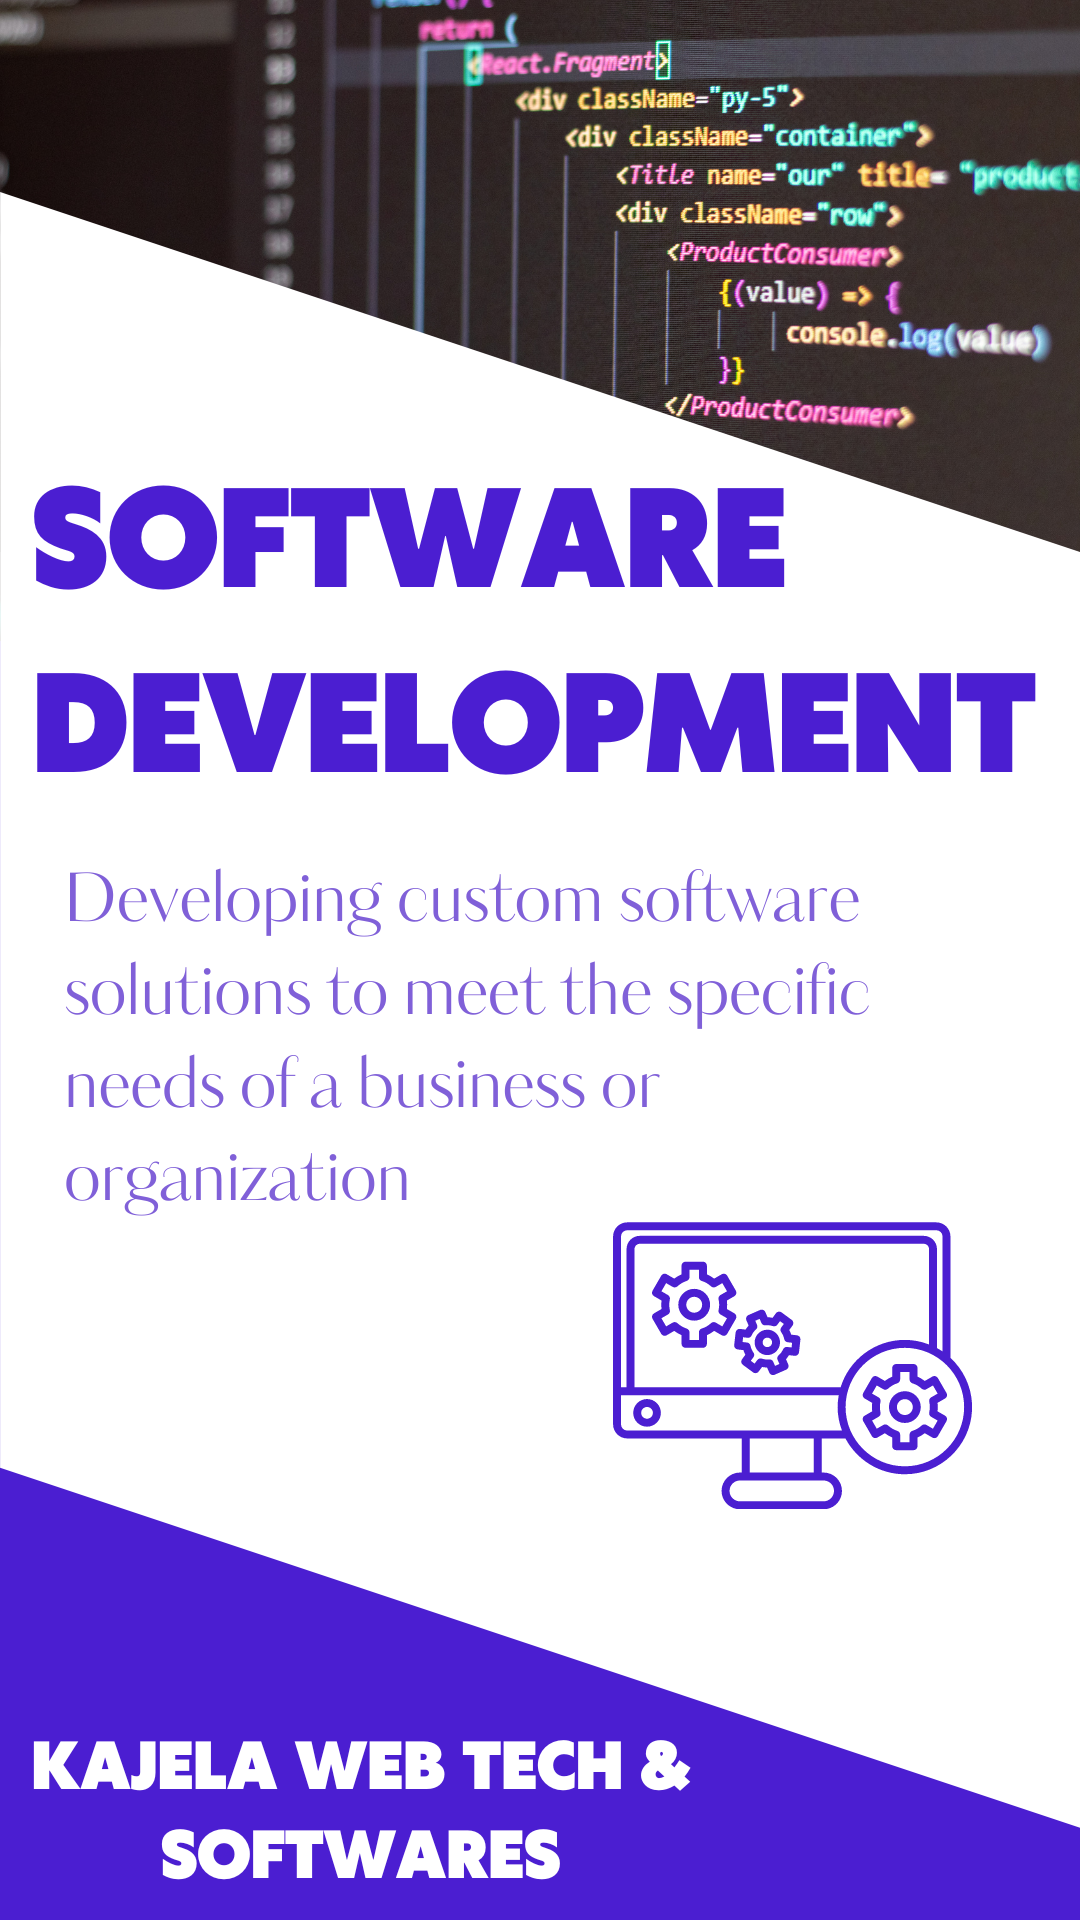 return (
<React.Fragment>
<div className="py-5">
<div className="container">
<Title name="our" title= "product
<div className="row">
<ProductConsumer>
{(value) => {
console.log(value)
}}
</ProductConsumer>
SOFTWARE
DEVELOPMENT
Developing custom software
solutions to meet the specific
needs of a business or
organization
KAJELA WEB TECH &
SOFTWARES